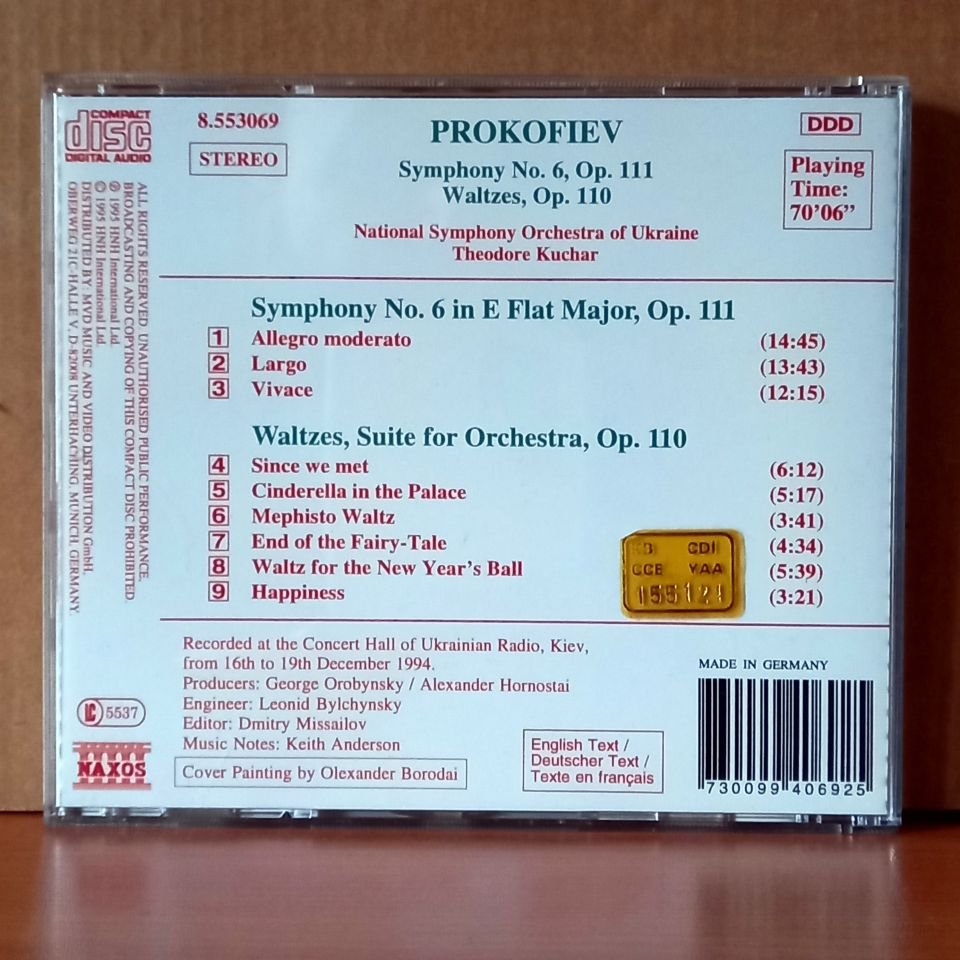 COMPACT
disc
DIGITAL AUDIO
8.553069
STEREO
PROKOFIEV
Symphony No. 6, Op. 111
Waltzes, Op. 110
National Symphony Orchestra of Ukraine
Theodore Kuchar
DDD
Playing
Time:
70'06”
ALL RIGHTS RESERVED. UNAUTHORISED PUBLIC PERFORMANCE,
BROADCASTING AND COPYING OF THIS COMPACT DISC PROHIBITED.
℗ 1995 HNH International Ltd.
© 1995 HNH International Ltd.
DISTRIBUTED BY: MVD MUSIC AND VIDEO DISTRIBUTION GmbH,
OBERWEG 21C-HALLE V, D-82008 UNTERHACHING, MUNICH, GERMANY.
Symphony No. 6 in E Flat Major, Op. 111
1 Allegro moderato (14:45)
2 Largo (13:43)
3 Vivace (12:15)
Waltzes, Suite for Orchestra, Op. 110
4 Since we met (6:12)
5 Cinderella in the Palace (5:17)
6 Mephisto Waltz (3:41)
7 End of the Fairy-Tale (4:34)
8 Waltz for the New Year's Ball (5:39)
9 Happiness (3:21)
CDI
CCE YAA
Recorded at the Concert Hall of Ukrainian Radio, Kiev,
from 16th to 19th December 1994.
Producers: George Orobynsky / Alexander Hornostai
Engineer: Leonid Bylchynsky
Editor: Dmitry Missailov
Music Notes: Keith Anderson
Cover Painting by Olexander Borodai
LC 5537
NAXOS
English Text /
Deutscher Text /
Texte en français
MADE IN GERMANY
730099 406925